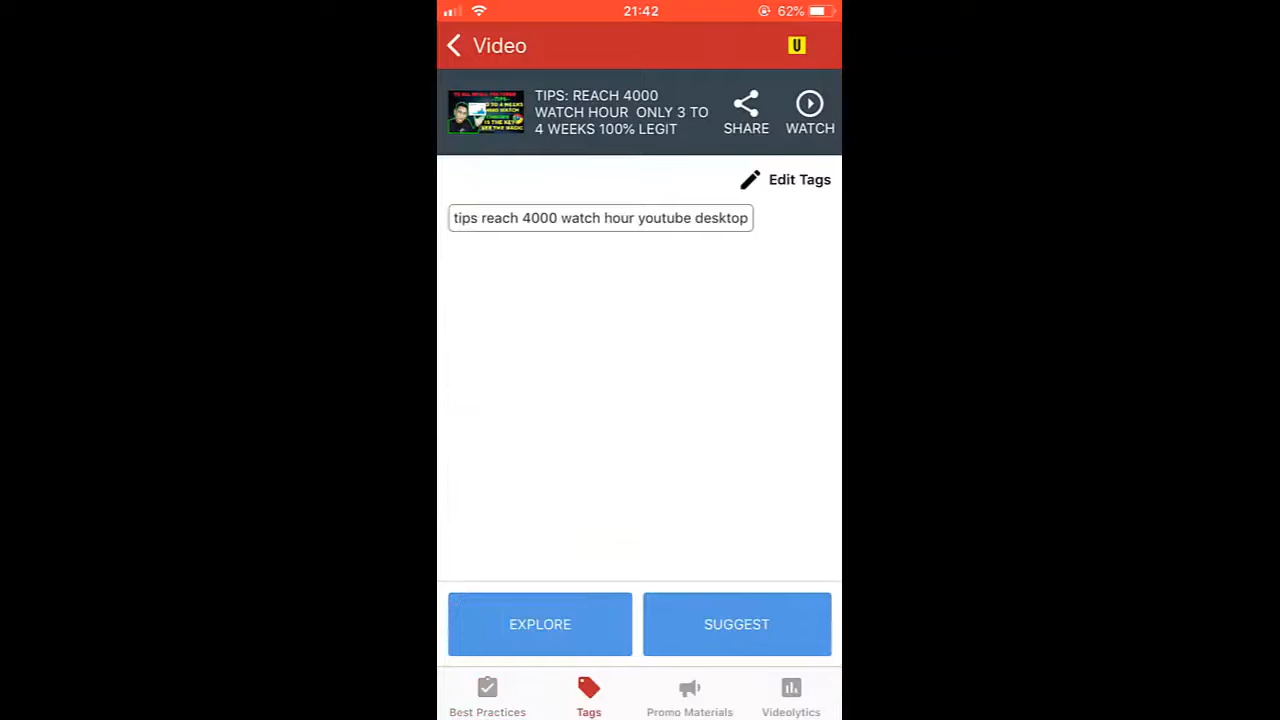 21:42
62%
Video
U
TIPS: REACH 4000
WATCH HOUR ONLY 3 TO
4 WEEKS 100% LEGIT
SHARE
WATCH
Edit Tags
tips reach 4000 watch hour youtube desktop
EXPLORE
SUGGEST
Best Practices
Tags
Promo Materials
Videolytics